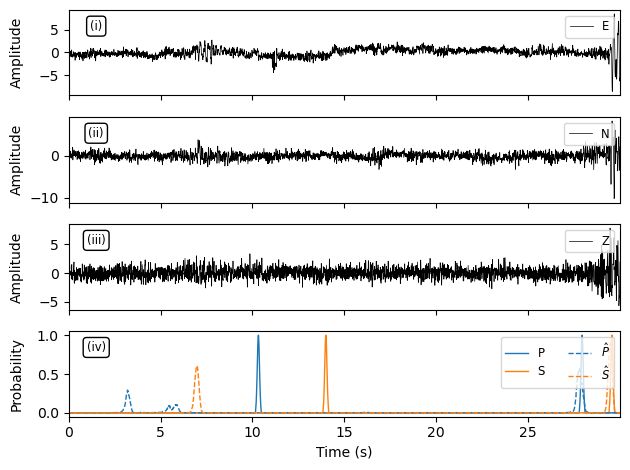 Amplitude
5
0
−5
(i)
E
Amplitude
0
−10
(ii)
N
Amplitude
5
0
−5
(iii)
Z
Probability
1.0
0.5
0.0
(iv)
P P̂
S Ŝ
0 5 10 15 20 25
Time (s)